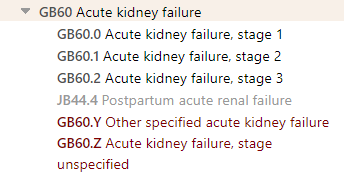 GB60 Acute kidney failure
GB60.0 Acute kidney failure, stage 1
GB60.1 Acute kidney failure, stage 2
GB60.2 Acute kidney failure, stage 3
JB44.4 Postpartum acute renal failure
GB60.Y Other specified acute kidney failure
GB60.Z Acute kidney failure, stage
unspecified